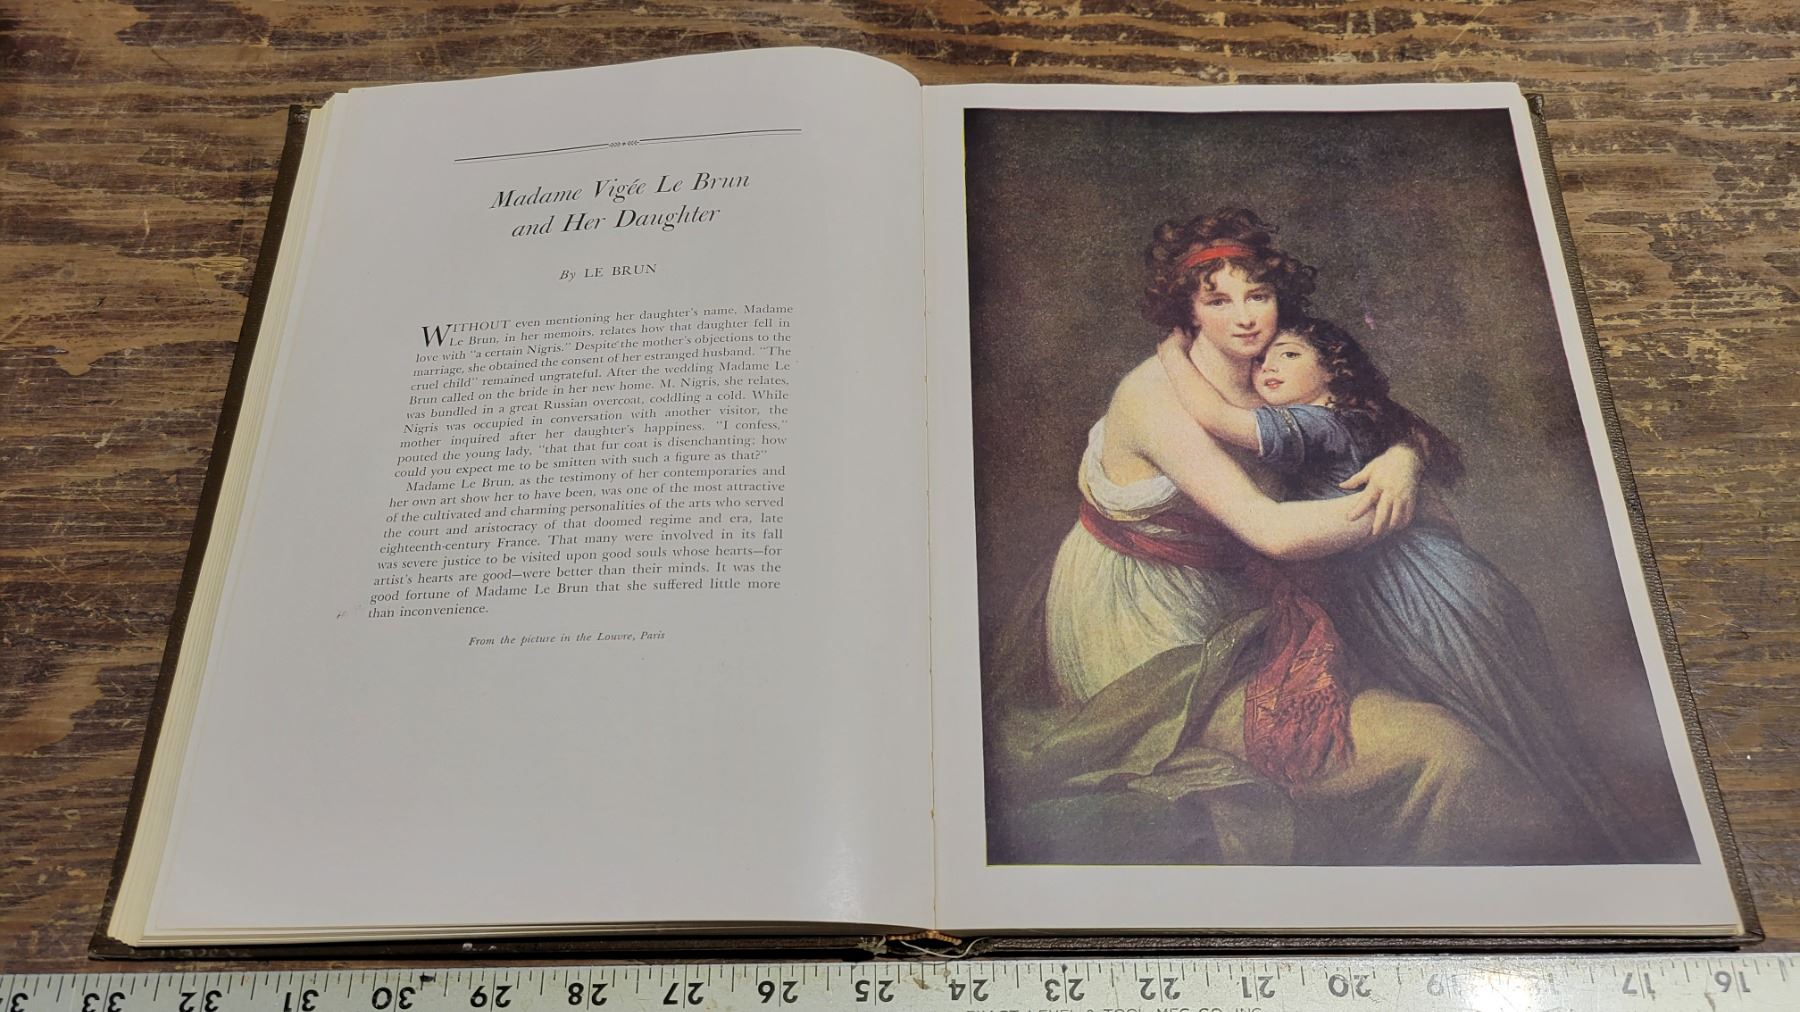 Madame Vigée Le Brun
and Her Daughter
By LE BRUN
WITHOUT even mentioning her daughter's name, Madame
Le Brun, in her memoirs, relates how that daughter fell in
love with "a certain Nigris." Despite the mother's objections to the
marriage, she obtained the consent of her estranged husband. "The
cruel child" remained ungrateful. After the wedding Madame Le
Brun called on the bride in her new home. M. Nigris, she relates,
was bundled in a great Russian overcoat, coddling a cold. While
Nigris was occupied in conversation with another visitor, the
mother inquired after her daughter's happiness. "I confess,"
pouted the young lady, "that that fur coat is disenchanting; how
could you expect me to be smitten with such a figure as that?"
Madame Le Brun, as the testimony of her contemporaries and
her own art show her to have been, was one of the most attractive
of the cultivated and charming personalities of the arts who served
the court and aristocracy of that doomed regime and era, late
eighteenth-century France. That many were involved in its fall
was severe justice to be visited upon good souls whose hearts—for
artist's hearts are good—were better than their minds. It was the
good fortune of Madame Le Brun that she suffered little more
than inconvenience.
From the picture in the Louvre, Paris
34 33 32 31 30 29 28 27 26 25 24 23 22 21 20 19 18 17 16
LEVEL & TOOL MFG CO INC